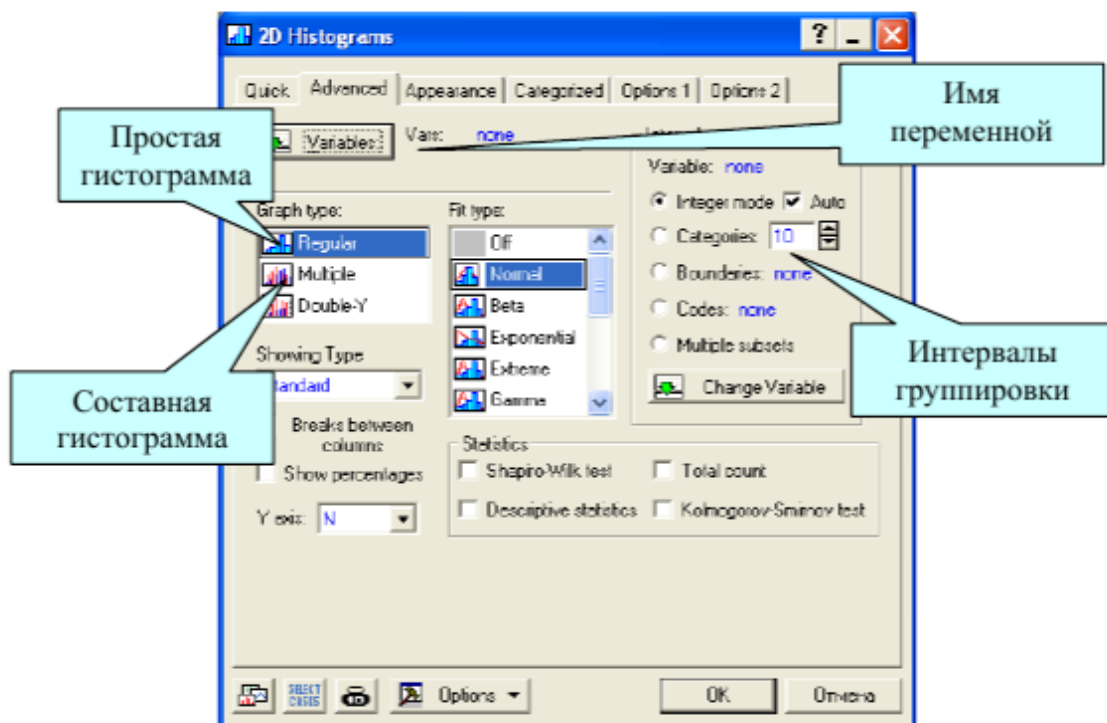 2D Histograms
Quick Advanced Appearance Categorized Options 1 Options 2
Имя
переменной
Простая
гистограмма
Variables
Vars: none
Variable: none
Integer mode Auto
Categories: 10
Bounderies: none
Codes: none
Multiple subsets
Change Variable
Интервалы
группировки
Graph type:
Regular
Multiple
Double-Y
Fit type:
Off
Normal
Beta
Exponential
Extreme
Gamma
Showing Type
Составная
гистограмма
Breaks between
columns
Show percentages
Y axis: N
Statistics
Shapiro-Wilk test
Total count
Descriptive statistics
Kolmogorov-Smirnov test
SELECT
CASES
Options
OK
Отмена